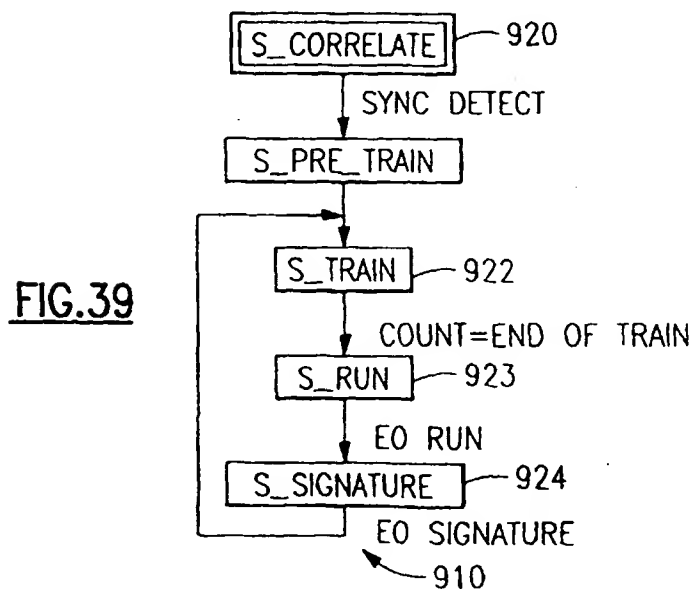 S_CORRELATE 920
SYNC DETECT
S_PRE_TRAIN
S_TRAIN 922
FIG.39
COUNT=END OF TRAIN
S_RUN 923
EO RUN
S_SIGNATURE 924
EO SIGNATURE
910